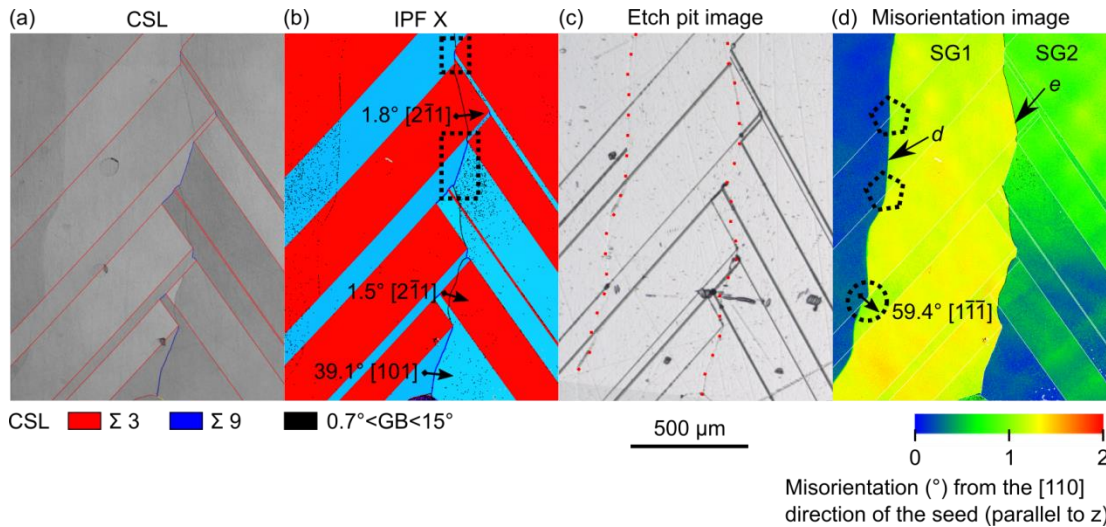 (a) CSL (b) IPF X (c) Etch pit image (d) Misorientation image
SG1 SG2
e
1.8° [21̅1]
d
1.5° [21̅1]
59.4° [11̅1̅]
39.1° [101]
CSL Σ 3 Σ 9 0.7°<GB<15°
500 µm
0 1 2
Misorientation (°) from the [110]
direction of the seed (parallel to z)